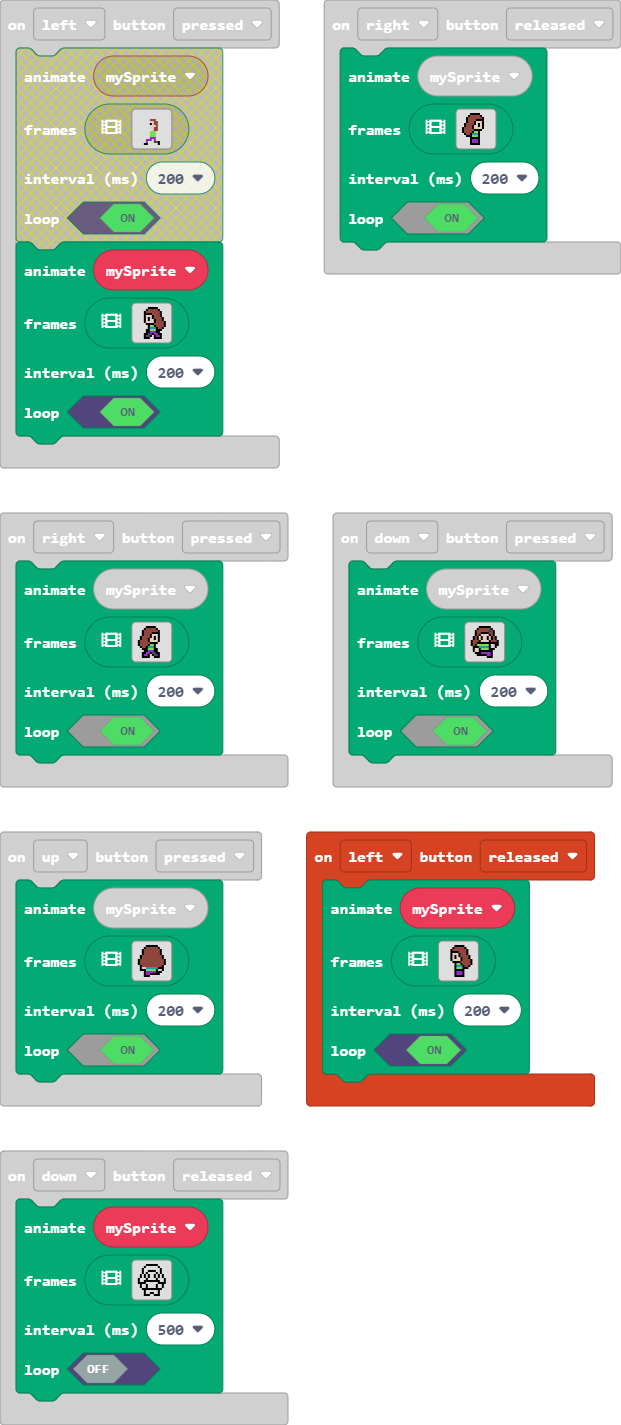 on left button pressed
animate mySprite
frames
interval (ms) 200
loop ON
animate mySprite
frames
interval (ms) 200
loop ON
on right button released
animate mySprite
frames
interval (ms) 200
loop ON
on right button pressed
animate mySprite
frames
interval (ms) 200
loop ON
on down button pressed
animate mySprite
frames
interval (ms) 200
loop ON
on up button pressed
animate mySprite
frames
interval (ms) 200
loop ON
on left button released
animate mySprite
frames
interval (ms) 200
loop ON
on down button released
animate mySprite
frames
interval (ms) 500
loop OFF